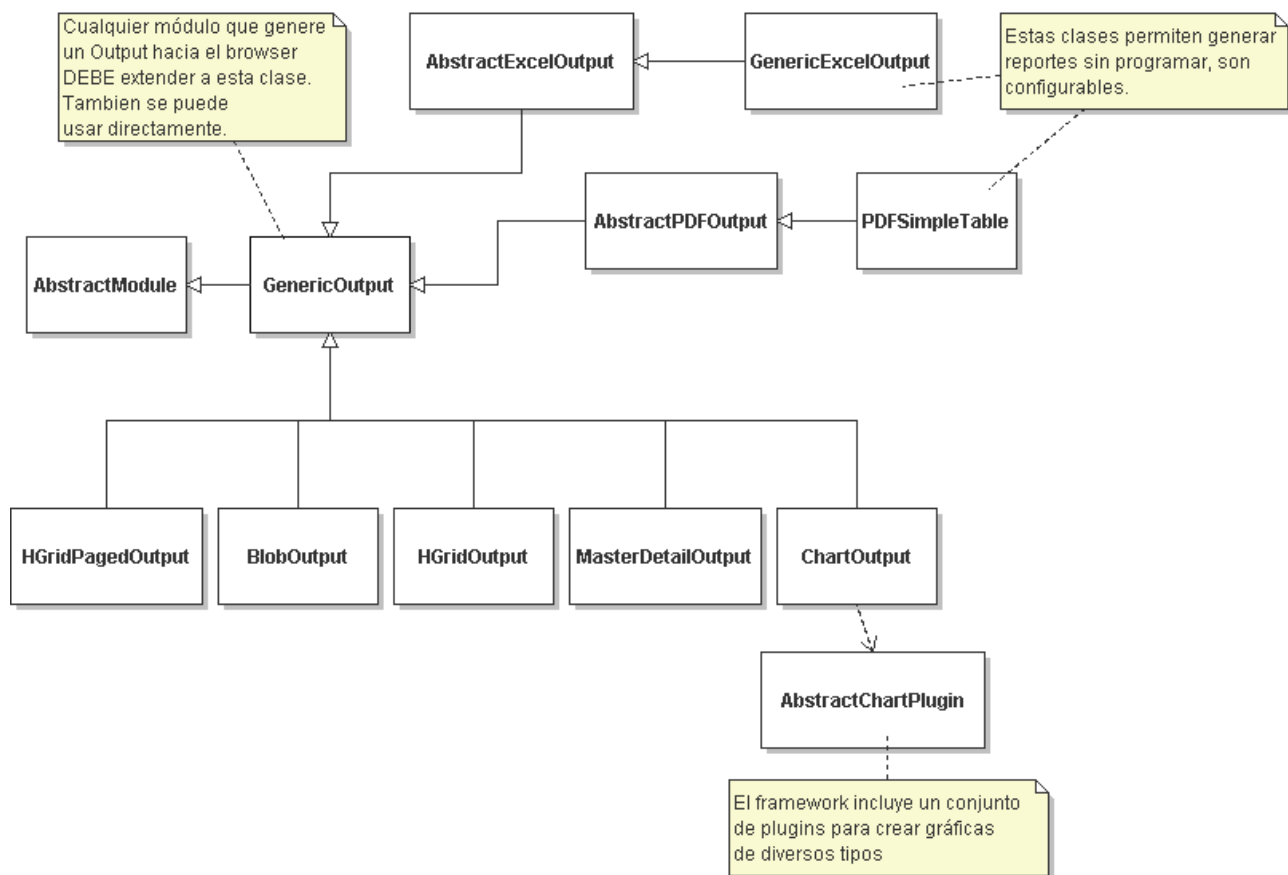 Cualquier módulo que genere
un Output hacia el browser
DEBE extender a esta clase.
Tambien se puede
usar directamente.
AbstractExcelOutput
GenericExcelOutput
Estas clases permiten generar
reportes sin programar, son
configurables.
AbstractPDFOutput
PDFSimpleTable
AbstractModule
GenericOutput
HGridPagedOutput
BlobOutput
HGridOutput
MasterDetailOutput
ChartOutput
AbstractChartPlugin
El framework incluye un conjunto
de plugins para crear gráficas
de diversos tipos